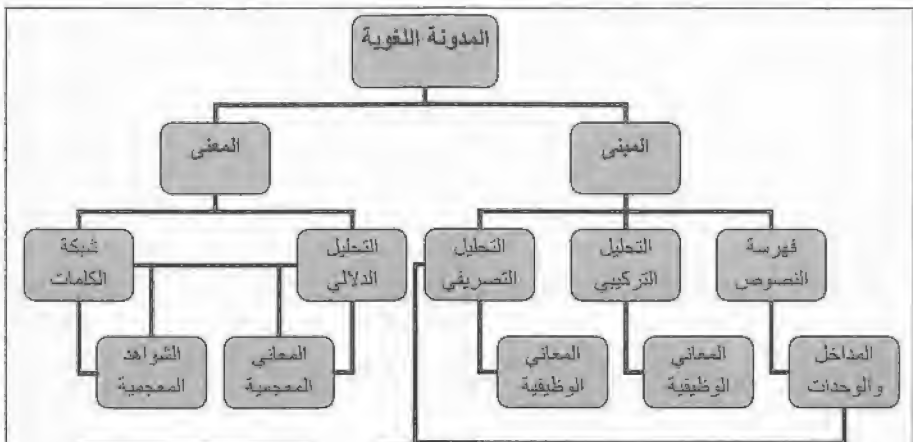 المدونة اللغوية
المبنى
المعنى
فهرسة
النصوص
التحليل
التركيبي
التحليل
التصريفي
التحليل
الدلالي
شبكة
الكلمات
المداخل
والوحدات
المعاني
الوظيفية
المعاني
الوظيفية
المعاني
المعجمية
الشواهد
المعجمية